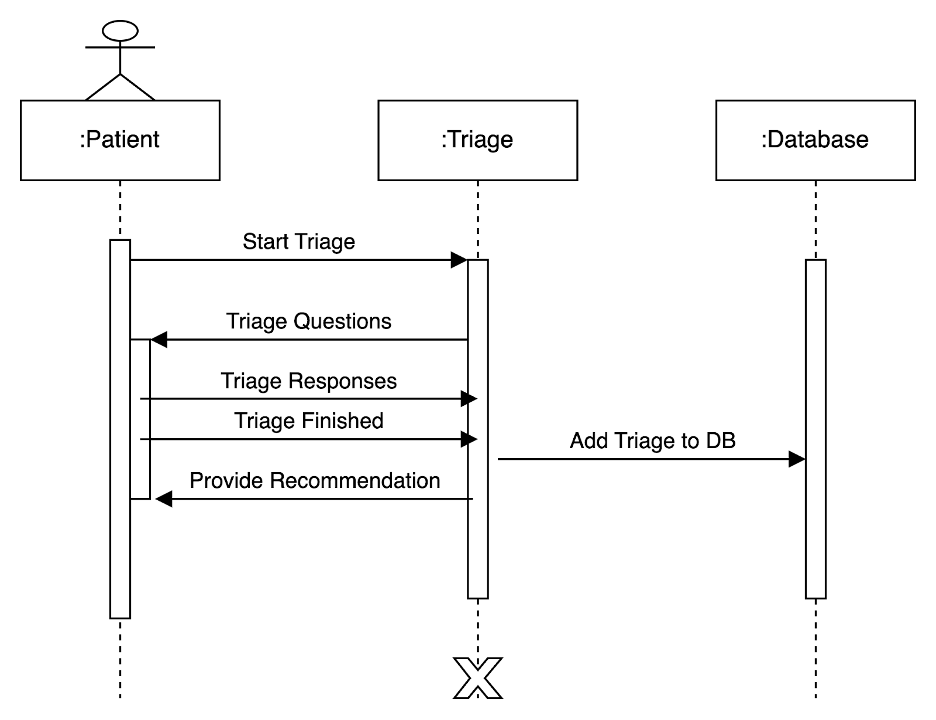 :Patient
:Triage
:Database
Start Triage
Triage Questions
Triage Responses
Triage Finished
Add Triage to DB
Provide Recommendation